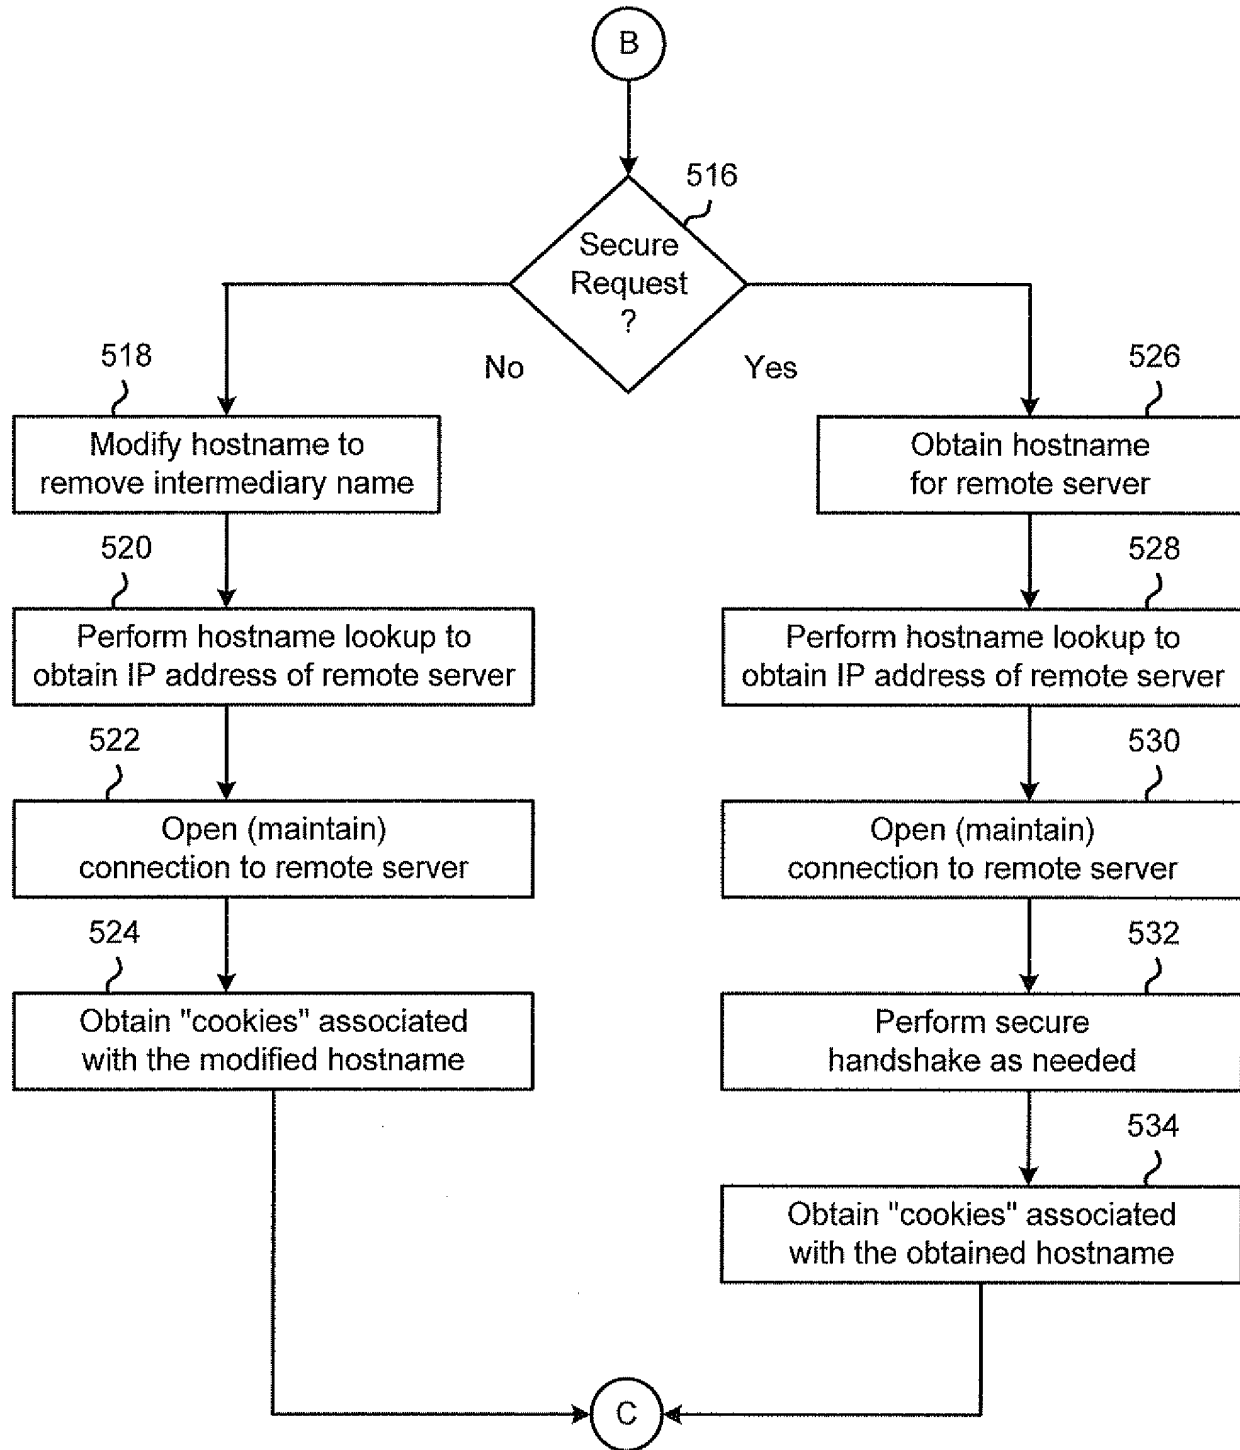 B
516
Secure
Request
?
No
Yes
518
Modify hostname to
remove intermediary name
520
Perform hostname lookup to
obtain IP address of remote server
522
Open (maintain)
connection to remote server
524
Obtain "cookies" associated
with the modified hostname
526
Obtain hostname
for remote server
528
Perform hostname lookup to
obtain IP address of remote server
530
Open (maintain)
connection to remote server
532
Perform secure
handshake as needed
534
Obtain "cookies" associated
with the obtained hostname
C